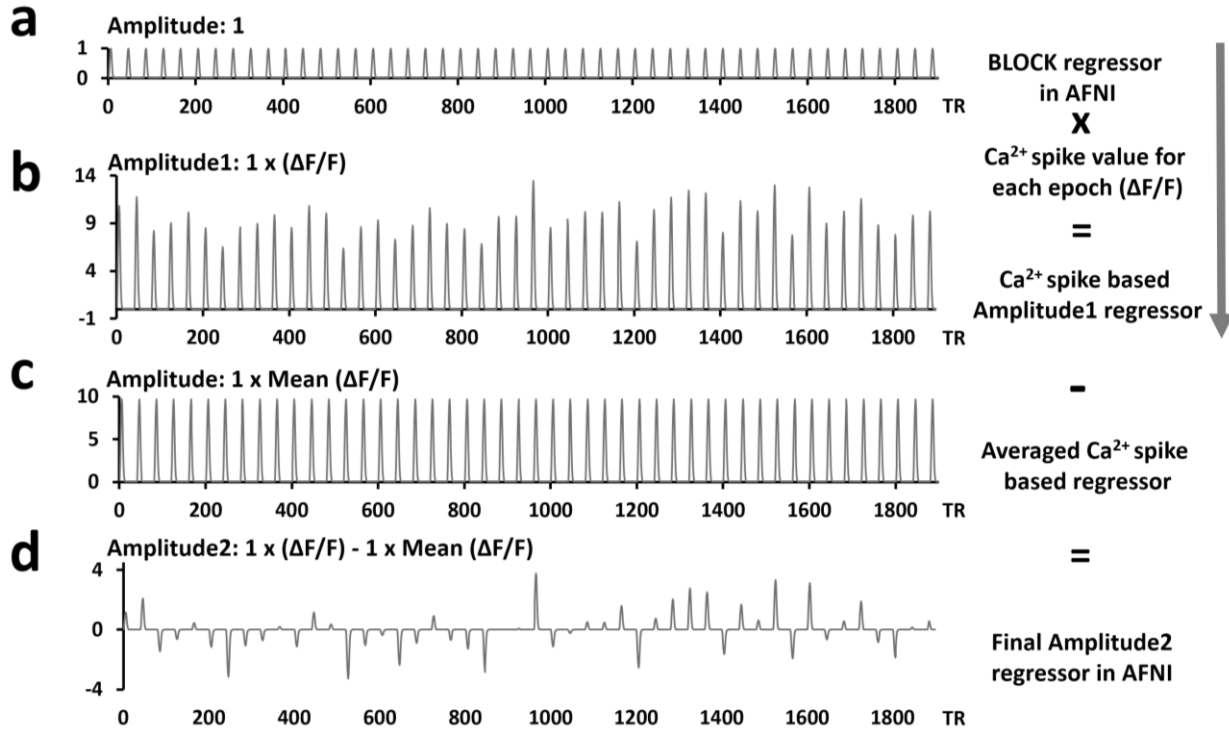 a
Amplitude: 1
1
0
0 200 400 600 800 1000 1200 1400 1600 1800 TR
b
Amplitude1: 1 x (ΔF/F)
14
9
4
-1
0 200 400 600 800 1000 1200 1400 1600 1800 TR
c
Amplitude: 1 x Mean (ΔF/F)
10
5
0
0 200 400 600 800 1000 1200 1400 1600 1800 TR
d
Amplitude2: 1 x (ΔF/F) - 1 x Mean (ΔF/F)
4
0
-4
0 200 400 600 800 1000 1200 1400 1600 1800 TR
BLOCK regressor
in AFNI
X
Ca²⁺ spike value for
each epoch (ΔF/F)
=
Ca²⁺ spike based
Amplitude1 regressor
-
Averaged Ca²⁺ spike
based regressor
=
Final Amplitude2
regressor in AFNI